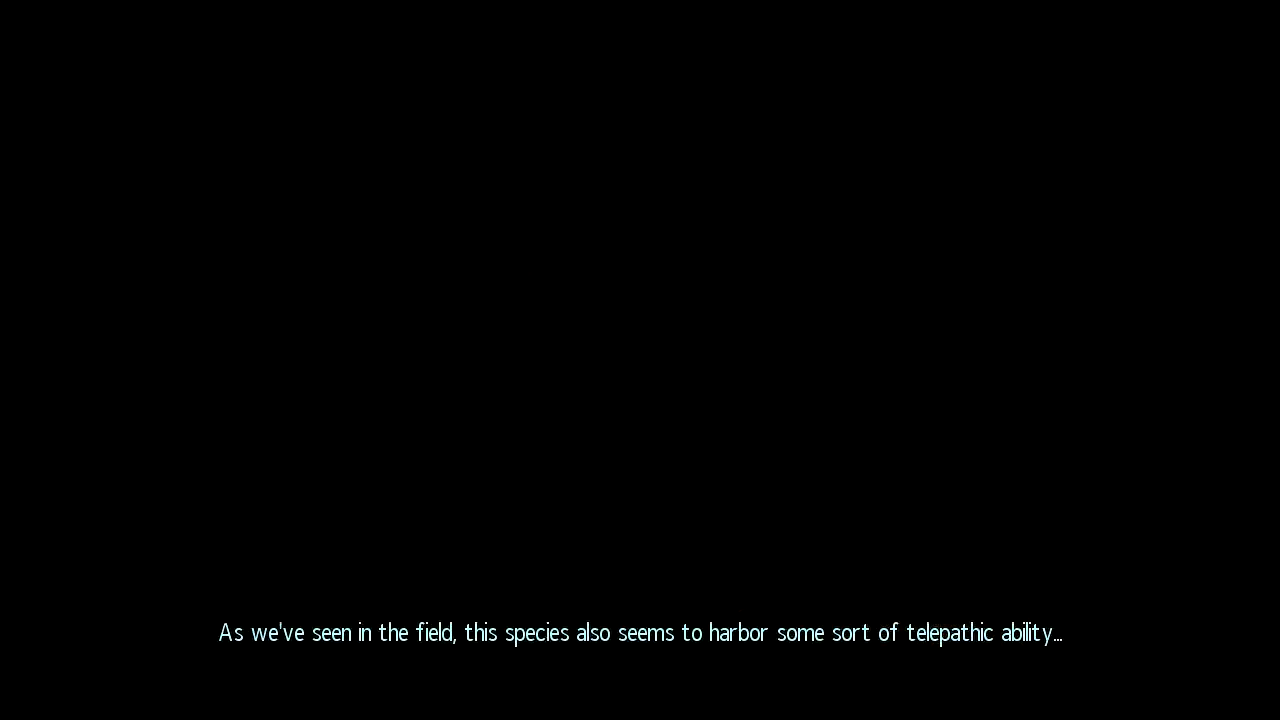 As we've seen in the field, this species also seems to harbor some sort of telepathic ability…